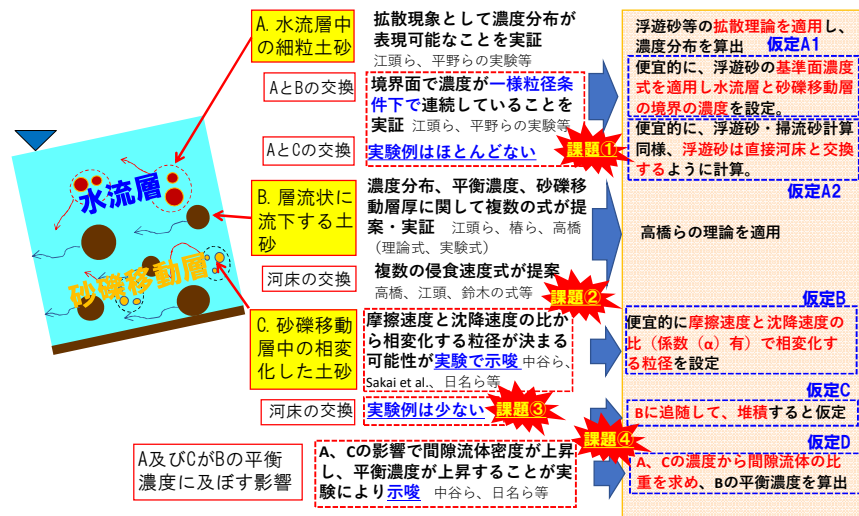 A. 水流層中
の細粒土砂
拡散現象として濃度分布が
表現可能なことを実証
江頭ら、平野らの実験等
浮遊砂等の拡散理論を適用し、
濃度分布を算出
仮定A1
AとBの交換
境界面で濃度が一様粒径条
件下で連続していることを
実証 江頭ら、平野らの実験等
便宜的に、浮遊砂の基準面濃度
式を適用し水流層と砂礫移動層
の境界の濃度を設定。
AとCの交換
実験例はほとんどない
課題①
便宜的に、浮遊砂・掃流砂計算
同様、浮遊砂は直接河床と交換
するように計算。
仮定A2
水流層
砂礫移動層
B. 層流状に
流下する土
砂
濃度分布、平衡濃度、砂礫移
動層厚に関して複数の式が提
案・実証 江頭ら、椿ら、高橋
(理論式、実験式)
高橋らの理論を適用
河床の交換
複数の侵食速度式が提案
高橋、江頭、鈴木の式等
課題②
仮定B
C. 砂礫移動
層中の相変
化した土砂
摩擦速度と沈降速度の比か
ら相変化する粒径が決まる
可能性が実験で示唆 中谷ら、
Sakai et al.、日名ら等
便宜的に摩擦速度と沈降速度の
比(係数(α)有)で相変化す
る粒径を設定
仮定C
河床の交換
実験例は少ない
課題③
Bに追随して、堆積すると仮定
課題④
仮定D
A及びCがBの平衡
濃度に及ぼす影響
A、Cの影響で間隙流体密度が上昇
し、平衡濃度が上昇することが実
験により示唆 中谷ら、日名ら等
A、Cの濃度から間隙流体の比
重を求め、Bの平衡濃度を算出